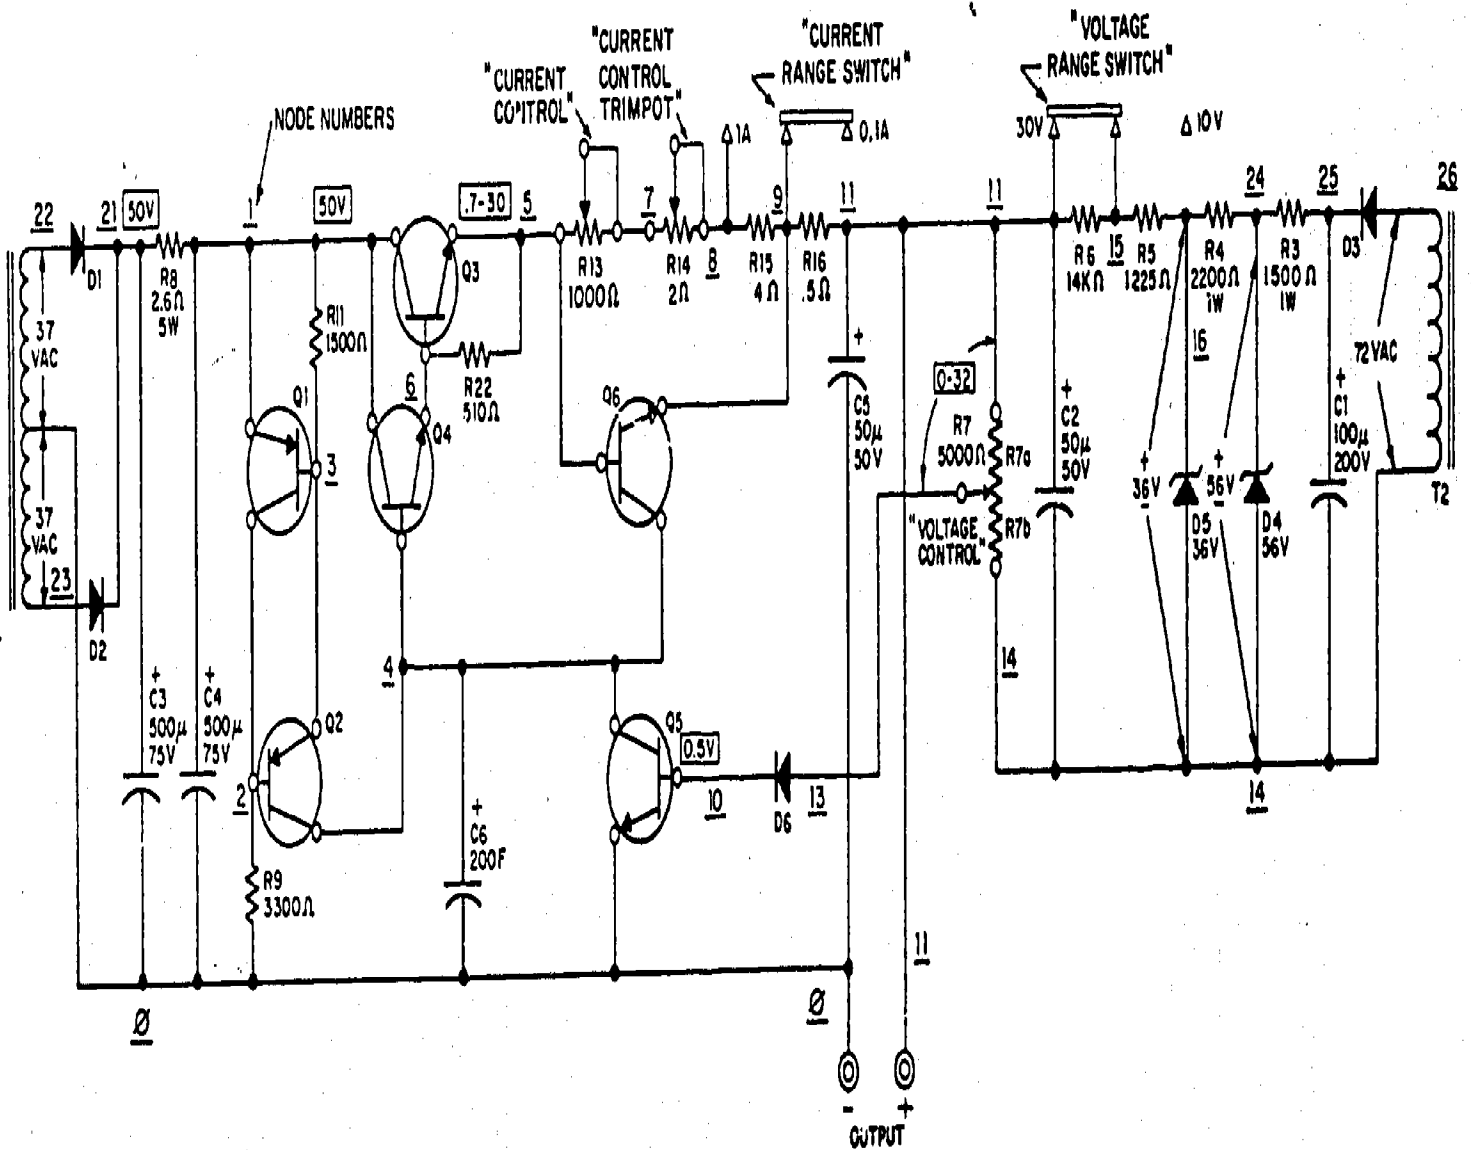 "CURRENT
CONTROL"
"CURRENT
CONTROL
TRIMPOT"
"CURRENT
RANGE SWITCH"
"VOLTAGE
RANGE SWITCH"
NODE NUMBERS
1A
0,1A
30V
10V
22
21
50V
1
50V
.7-30
5
7
8
9
11
11
15
24
25
26
D1
R8
2.6Ω
5W
R11
1500Ω
Q3
R13
1000Ω
R14
2Ω
R15
4Ω
R16
.5Ω
R6
14KΩ
R5
1225Ω
R4
2200Ω
1W
R3
1500Ω
1W
D3
37
VAC
37
VAC
23
D2
Q1
3
6
R22
510Ω
Q4
Q6
+
C5
50μ
50V
0-32
R7
5000Ω
R7a
R7b
"VOLTAGE
CONTROL"
+
C2
50μ
50V
16
+
36V
-
+
56V
-
D5
36V
D4
56V
+
C1
100μ
200V
72VAC
T2
+
C3
500μ
75V
+
C4
500μ
75V
Q2
2
R9
3300Ω
4
+
C6
200F
Q5
0.5V
10
D6
13
14
14
11
Ø
Ø
-
+
OUTPUT